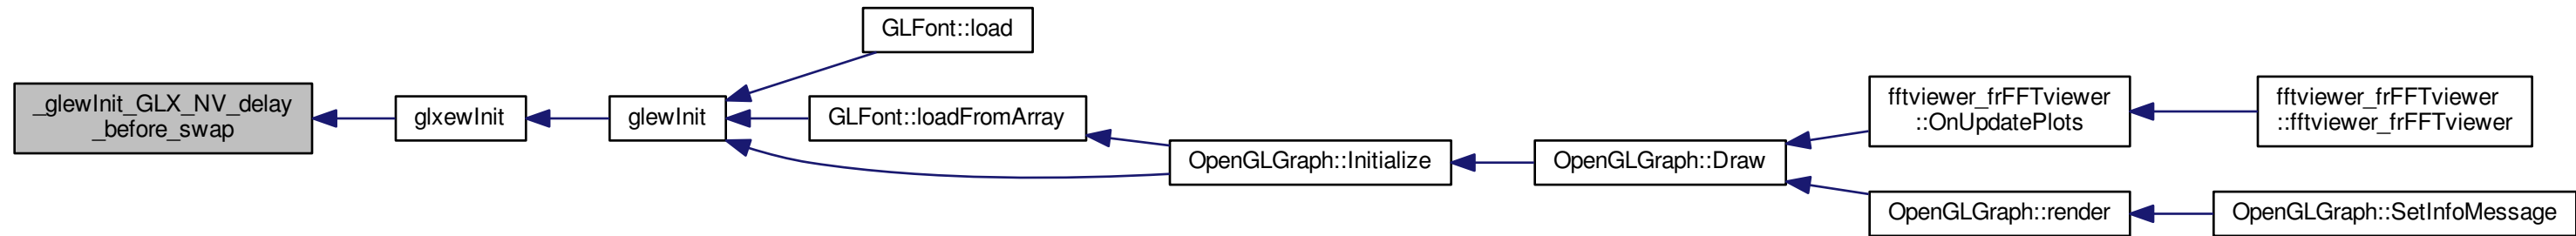 GLFont::load
_glewInit_GLX_NV_delay
_before_swap
glxewInit
glewInit
GLFont::loadFromArray
OpenGLGraph::Initialize
OpenGLGraph::Draw
fftviewer_frFFTviewer
::OnUpdatePlots
fftviewer_frFFTviewer
::fftviewer_frFFTviewer
OpenGLGraph::render
OpenGLGraph::SetInfoMessage